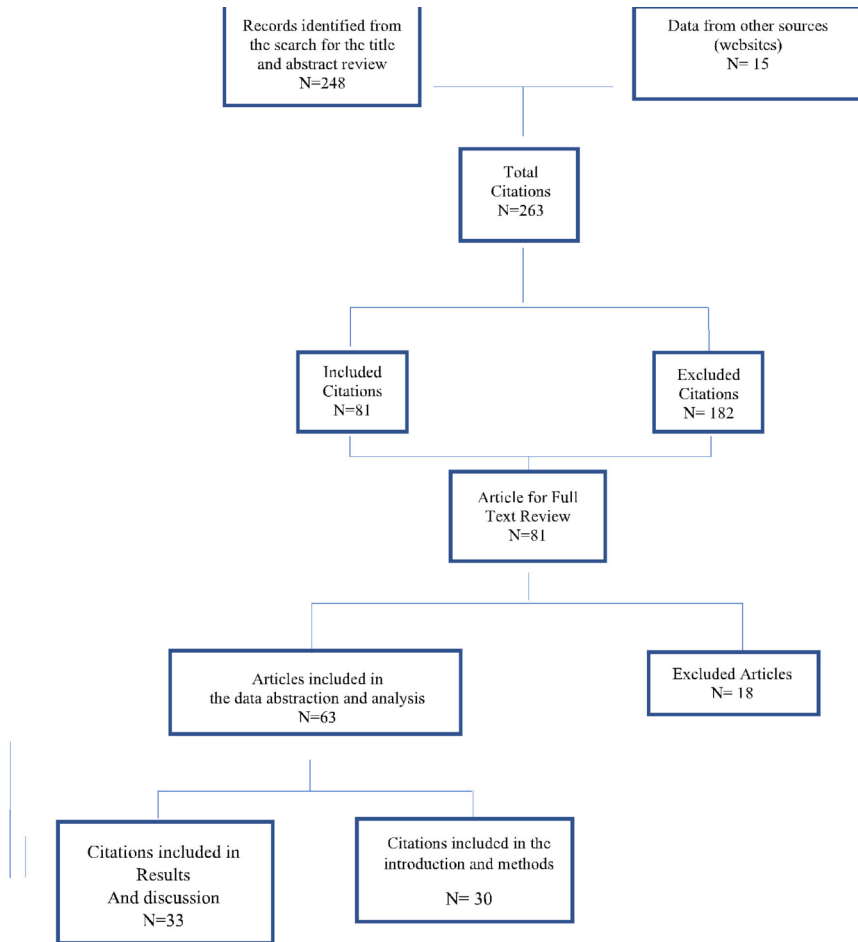 Records identified from
the search for the title
and abstract review
N=248
Data from other sources
(websites)
N= 15
Total
Citations
N=263
Included
Citations
N=81
Excluded
Citations
N= 182
Article for Full
Text Review
N=81
Articles included in
the data abstraction and analysis
N=63
Excluded Articles
N= 18
Citations included in
Results
And discussion
N=33
Citations included in the
introduction and methods
N= 30